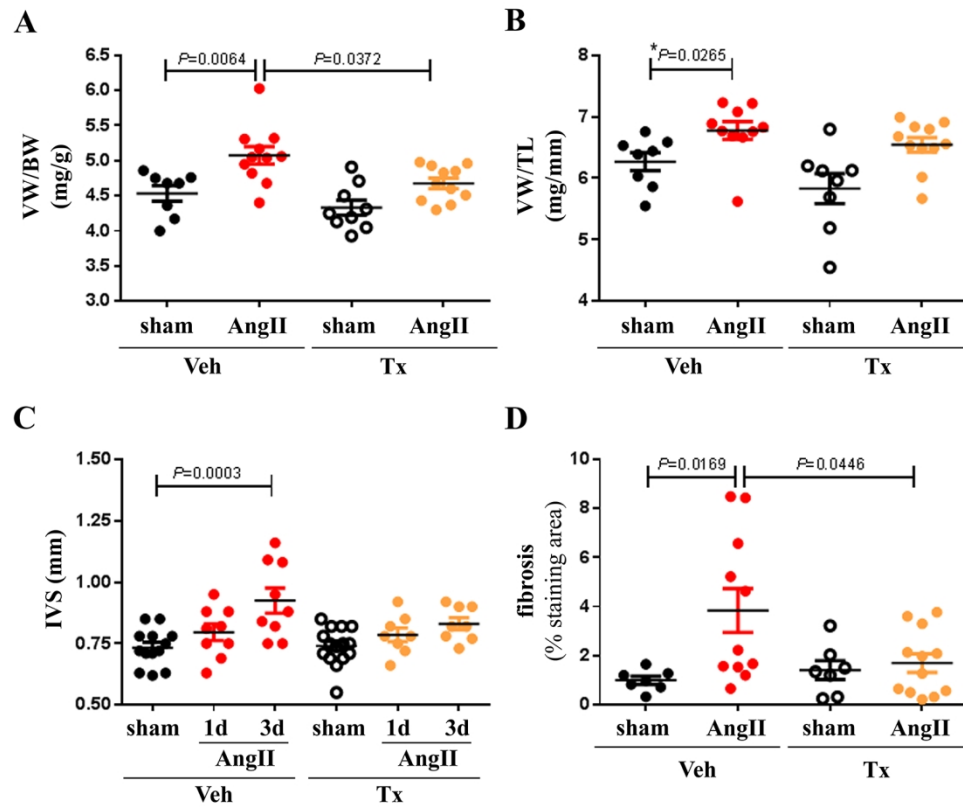 A
P=0.0064
P=0.0372
VW/BW
(mg/g)
6.5
6.0
5.5
5.0
4.5
4.0
3.5
3.0
sham
AngII
sham
AngII
Veh
Tx
B
*P=0.0265
VW/TL
(mg/mm)
8
7
6
5
4
sham
AngII
sham
AngII
Veh
Tx
C
P=0.0003
IVS (mm)
1.50
1.25
1.00
0.75
0.50
sham
1d
3d
sham
1d
3d
AngII
AngII
Veh
Tx
D
P=0.0169
P=0.0446
fibrosis
(% staining area)
10
8
6
4
2
0
sham
AngII
sham
AngII
Veh
Tx